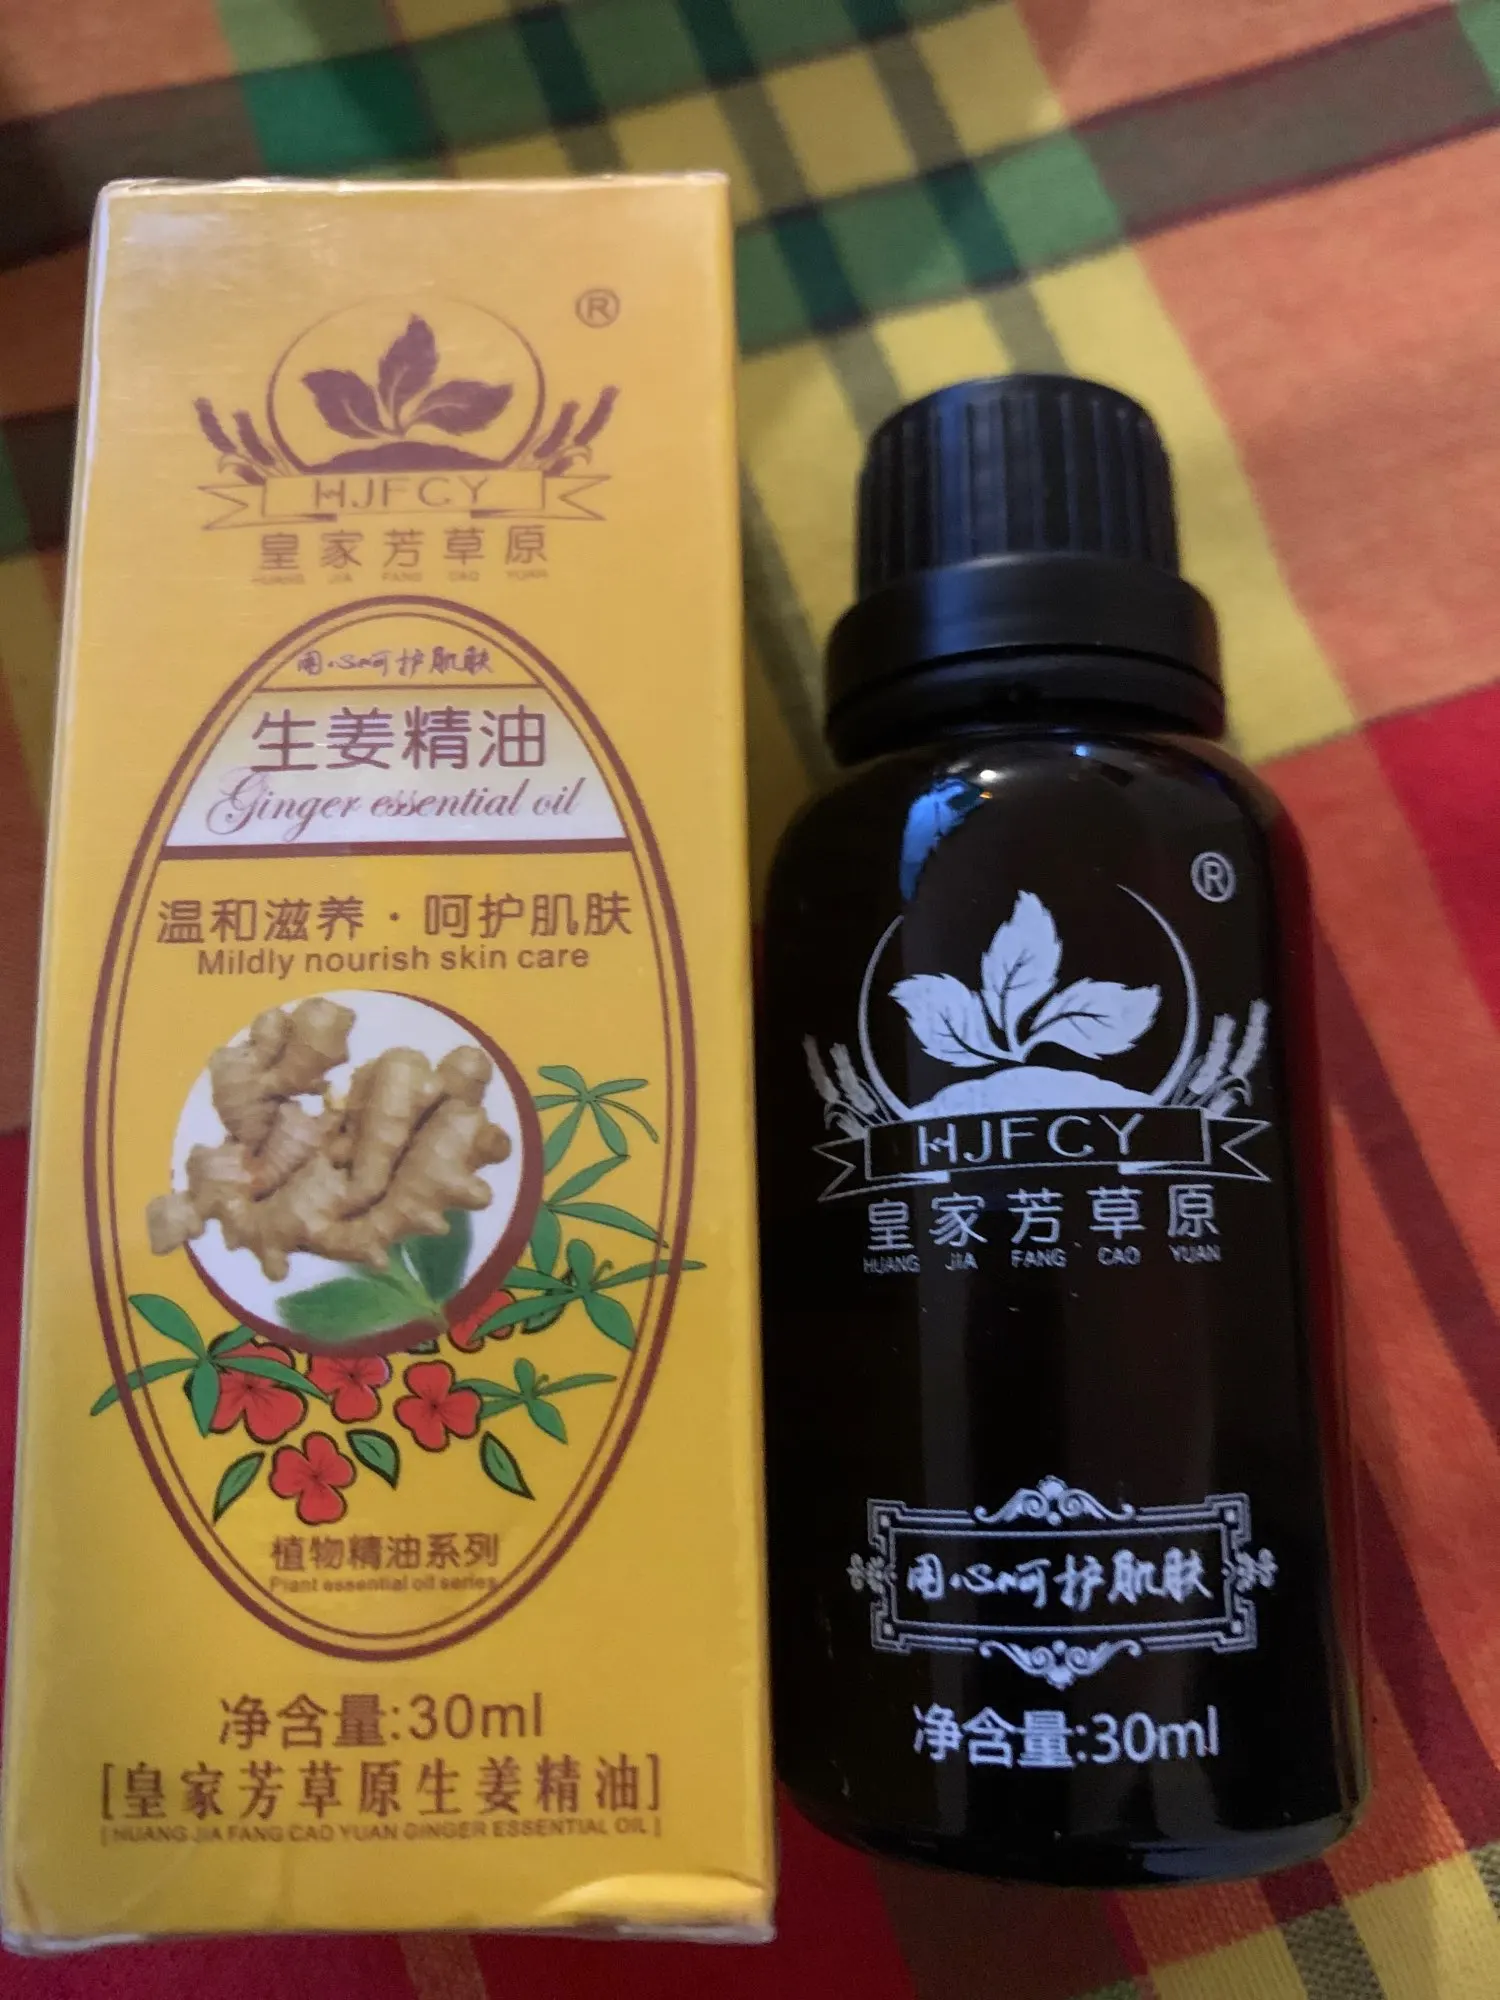 ®
HJFCY
皇家芳草原
HUANG JIA FANG CAO YUAN
用心呵护肌肤
生姜精油
Ginger essential oil
温和滋养·呵护肌肤
Mildly nourish skin care
植物精油系列
Plant essential oil series
净含量:30ml
[皇家芳草原生姜精油]
[HUANG JIA FANG CAO YUAN GINGER ESSENTIAL OIL]
®
HJFCY
皇家芳草原
HUANG JIA FANG CAO YUAN
用心呵护肌肤
净含量:30ml